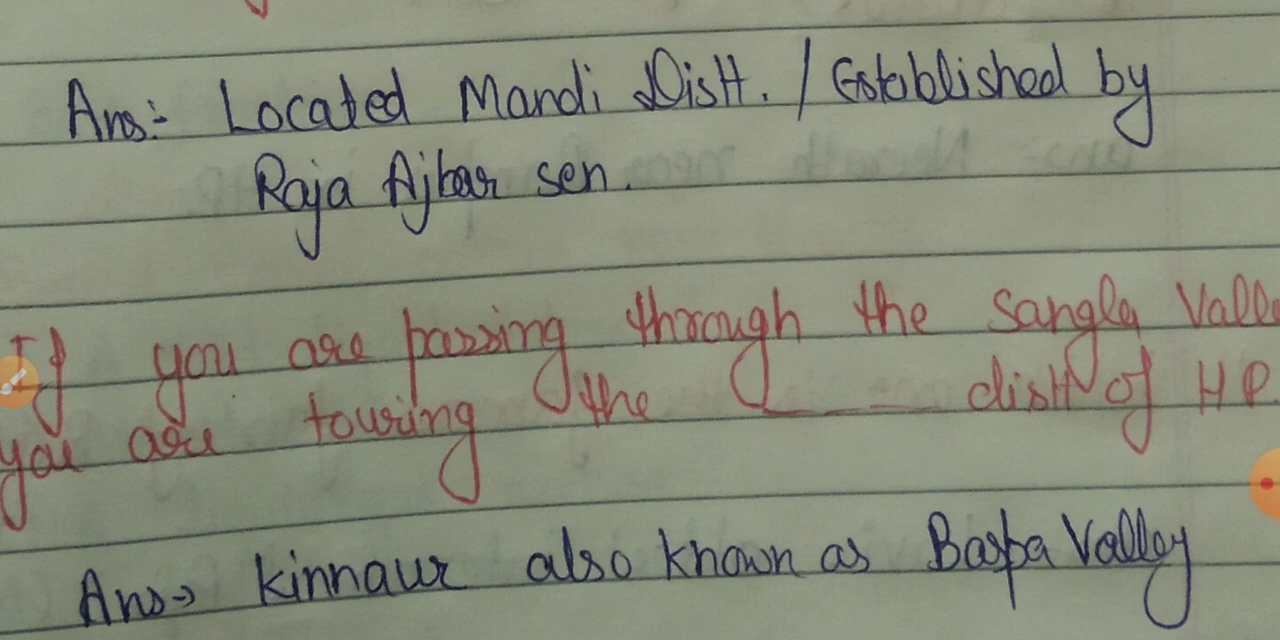 Ans:- Located Mandi Distt. / Established by
Raja Ajbar sen.
If you are passing through the Sangla Valle
you are touring the ____ distt of HP.
Ans→ Kinnaur also known as Baspa Valley